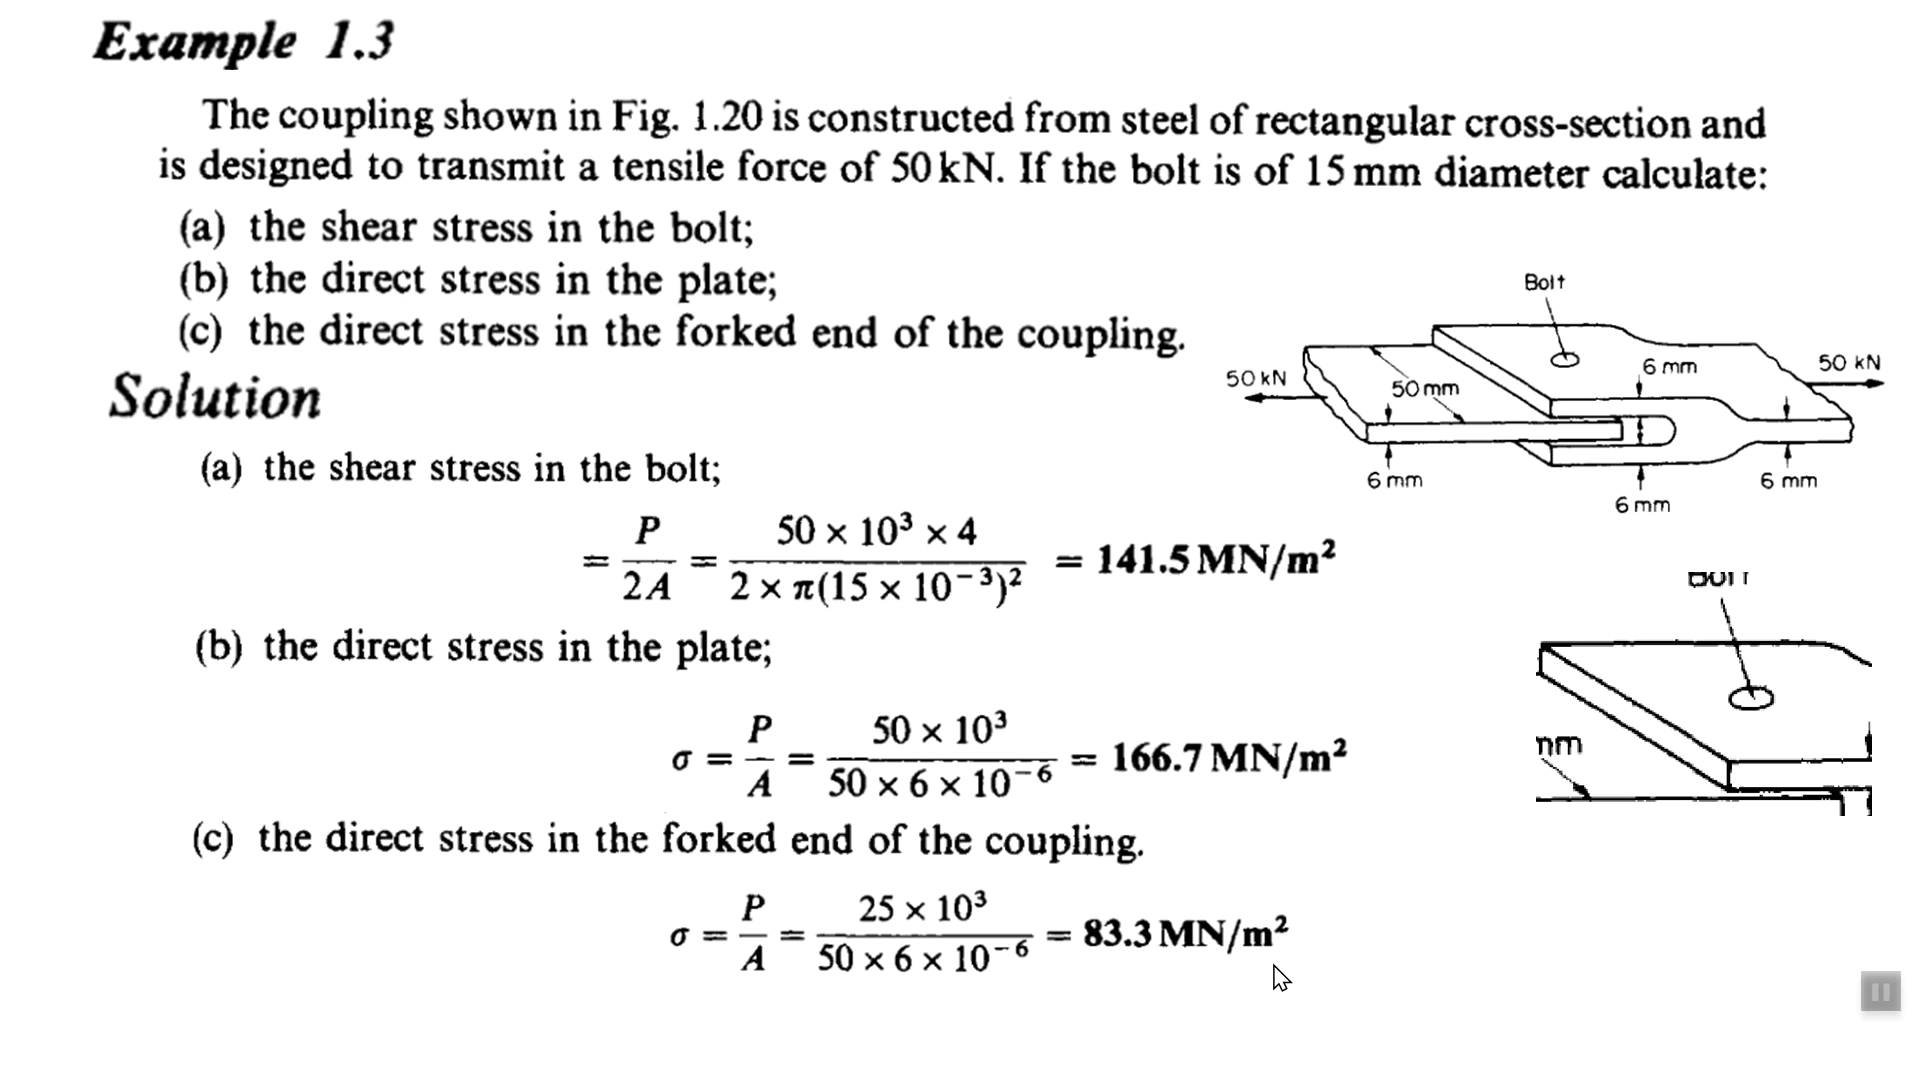 Example 1.3
The coupling shown in Fig. 1.20 is constructed from steel of rectangular cross-section and
is designed to transmit a tensile force of 50 kN. If the bolt is of 15 mm diameter calculate:
(a) the shear stress in the bolt;
(b) the direct stress in the plate;
(c) the direct stress in the forked end of the coupling.
Bolt
50 kN
50 mm
6 mm
50 kN
6 mm
6 mm
6 mm
Solution
(a) the shear stress in the bolt;
= P / 2A = 50 × 10³ × 4 / 2 × π(15 × 10⁻³)² = 141.5 MN/m²
(b) the direct stress in the plate;
σ = P / A = 50 × 10³ / 50 × 6 × 10⁻⁶ = 166.7 MN/m²
(c) the direct stress in the forked end of the coupling.
σ = P / A = 25 × 10³ / 50 × 6 × 10⁻⁶ = 83.3 MN/m²